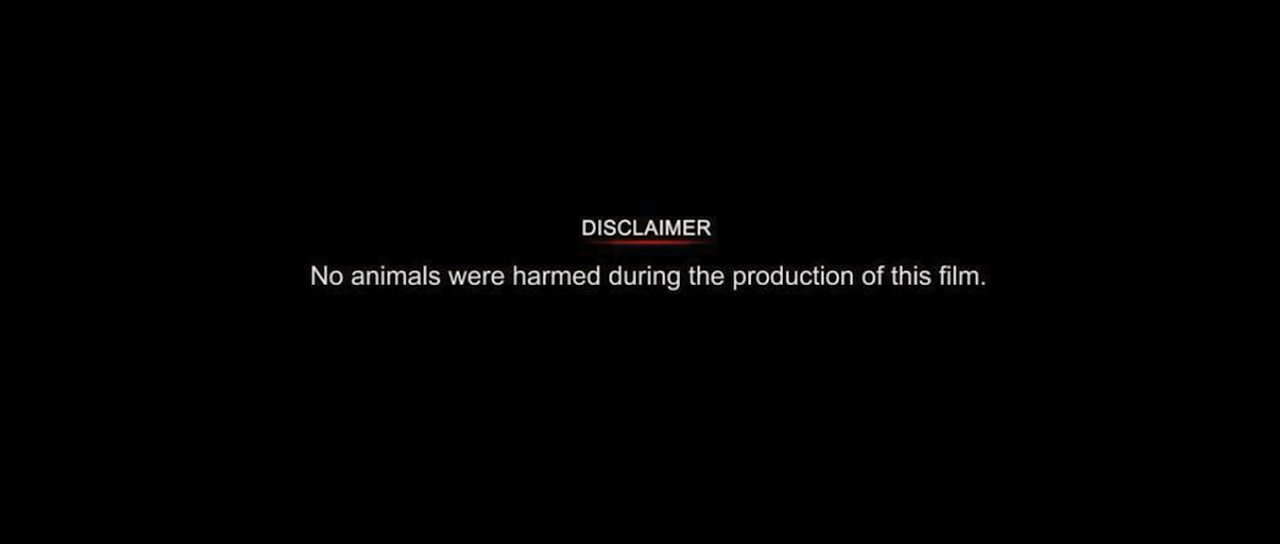 DISCLAIMER
No animals were harmed during the production of this film.